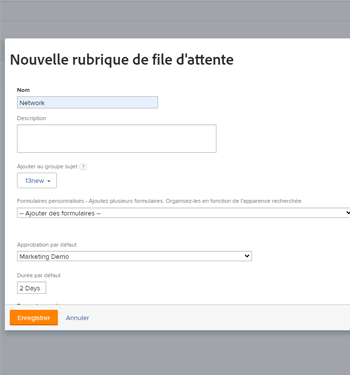 Nouvelle rubrique de file d'attente
Nom
Network
Description
Ajouter au groupe sujet ?
13new
Formulaires personnalisés - Ajoutez plusieurs formulaires. Organisez-les en fonction de l'apparence recherchée.
-- Ajouter des formulaires --
Approbation par défaut
Marketing Demo
Durée par défaut
2 Days
Enregistrer Annuler